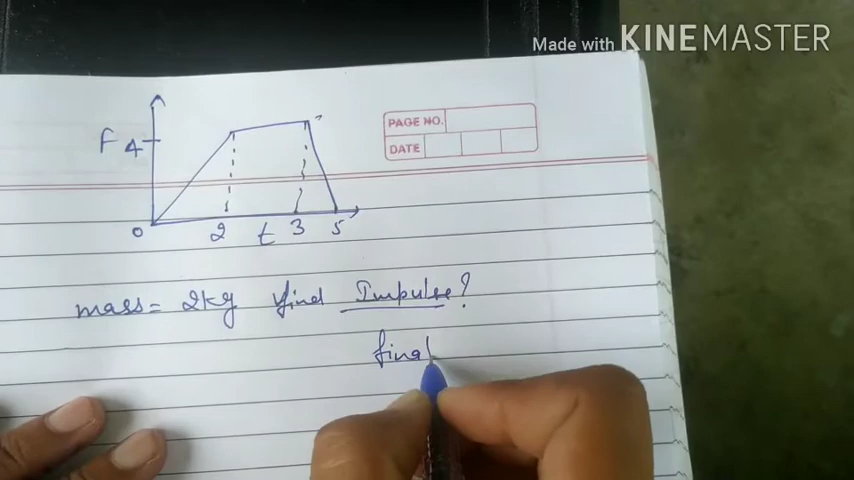 Made with KINEMASTER
PAGE NO.
DATE
F 4
0 2 t 3 5
mass = 2kg find Impulse?
final